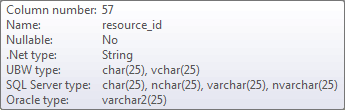 Column number: 57
Name: resource_id
Nullable: No
.Net type: String
UBW type: char(25), vchar(25)
SQL Server type: char(25), nchar(25), varchar(25), nvarchar(25)
Oracle type: varchar2(25)